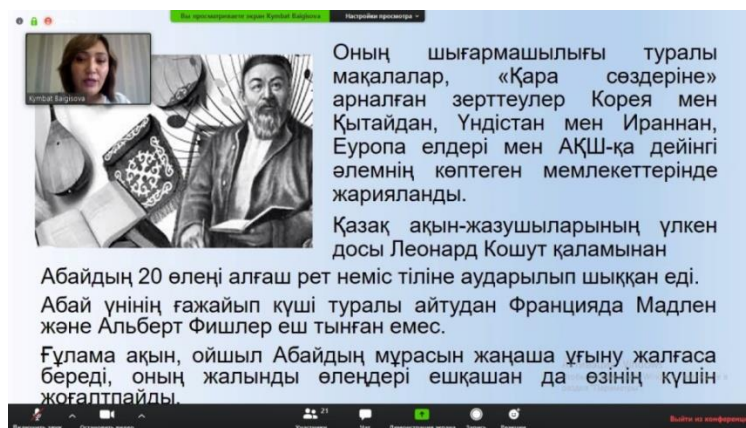 Вы просматриваете экран Kymbat Baigisova
Настройки просмотра
Kymbat Baigisova
Оның шығармашылығы туралы
мақалалар, «Қара сөздеріне»
арналған зерттеулер Корея мен
Қытайдан, Үндістан мен Ираннан,
Еуропа елдері мен АҚШ-қа дейінгі
әлемнің көптеген мемлекеттерінде
жарияланды.
Қазақ ақын-жазушыларының үлкен
досы Леонард Кошут қаламынан
Абайдың 20 өлеңі алғаш рет неміс тіліне аударылып шыққан еді.
Абай үнінің ғажайып күші туралы айтудан Францияда Мадлен
және Альберт Фишлер еш тынған емес.
Ғұлама ақын, ойшыл Абайдың мұрасын жаңаша ұғыну жалғаса
береді, оның жалынды өлеңдері ешқашан да өзінің күшін
жоғалтпайды.
21
Выйти из конференц